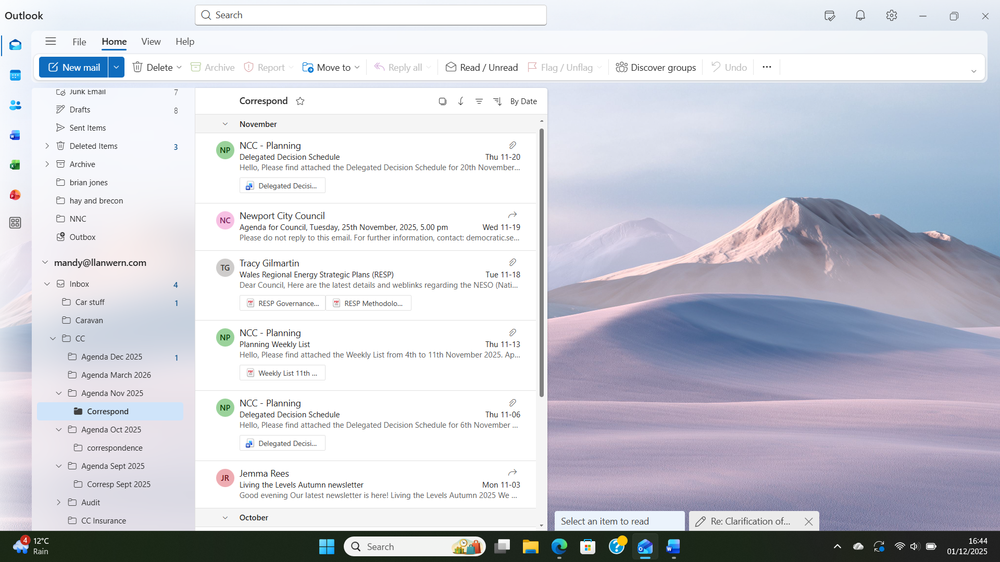 Outlook
Search
File
Home
View
Help
New mail
Delete
Archive
Report
Move to
Reply all
Read / Unread
Flag / Unflag
Discover groups
Undo
Junk Email 7
Drafts 8
Sent Items
Deleted Items 3
Archive
brian jones
hay and brecon
NNC
Outbox
mandy@llanwern.com
Inbox 4
Car stuff 1
Caravan
CC
Agenda Dec 2025 1
Agenda March 2026
Agenda Nov 2025
Correspond
Agenda Oct 2025
correspondence
Agenda Sept 2025
Corresp Sept 2025
Audit
CC Insurance
Correspond
By Date
November
NP
NCC - Planning
Delegated Decision Schedule Thu 11-20
Hello, Please find attached the Delegated Decision Schedule for 20th November...
Delegated Decisi...
NC
Newport City Council
Agenda for Council, Tuesday, 25th November, 2025, 5.00 pm Wed 11-19
Please do not reply to this email. For further information, contact: democratic.se...
TG
Tracy Gilmartin
Wales Regional Energy Strategic Plans (RESP) Tue 11-18
Dear Council, Here are the latest details and weblinks regarding the NESO (Nati...
RESP Governance... RESP Methodolo...
NP
NCC - Planning
Planning Weekly List Thu 11-13
Hello, Please find attached the Weekly List from 4th to 11th November 2025. Ap...
Weekly List 11th ...
NP
NCC - Planning
Delegated Decision Schedule Thu 11-06
Hello, Please find attached the Delegated Decision Schedule for 6th November ...
Delegated Decisi...
JR
Jemma Rees
Living the Levels Autumn newsletter Mon 11-03
Good evening Our latest newsletter is here! Living the Levels Autumn 2025 We ...
October
Select an item to read
Re: Clarification of...
4
12°C
Rain
Search
16:44
01/12/2025